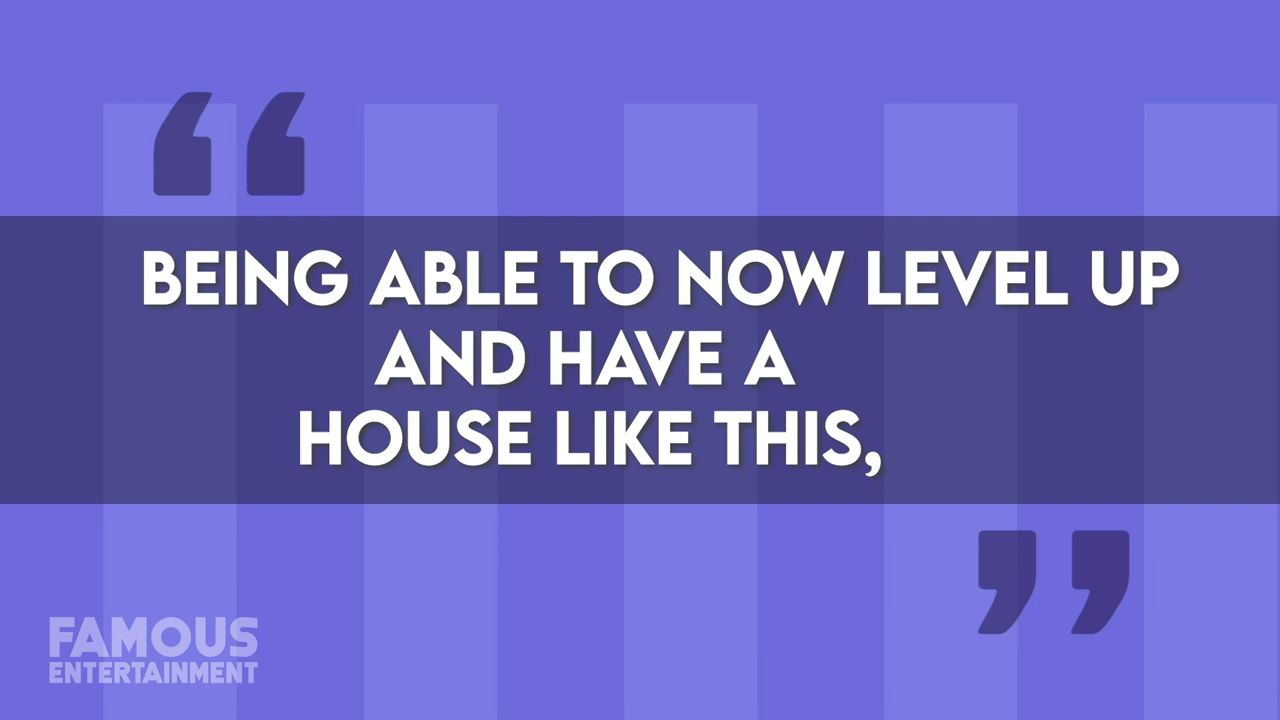 “
BEING ABLE TO NOW LEVEL UP
AND HAVE A
HOUSE LIKE THIS,
”
FAMOUS
ENTERTAINMENT